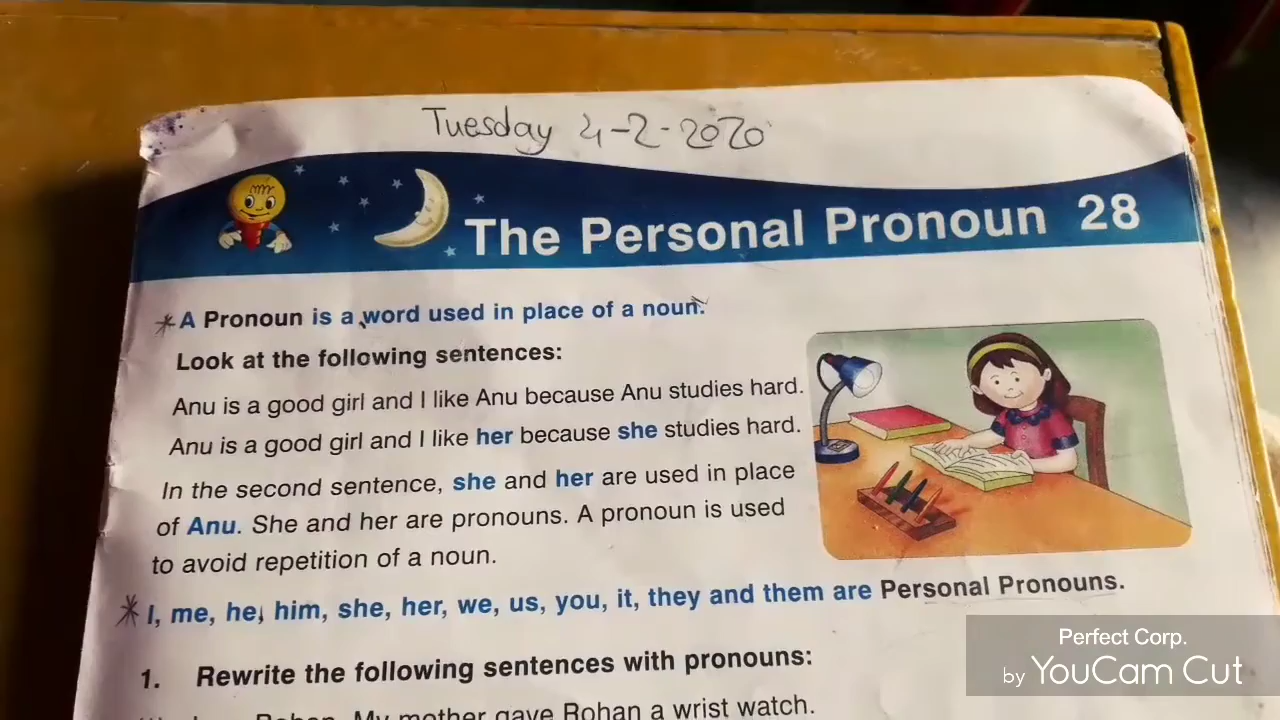 Tuesday 4-2-2020
The Personal Pronoun 28
A Pronoun is a word used in place of a noun.
Look at the following sentences:
Anu is a good girl and I like Anu because Anu studies hard.
Anu is a good girl and I like her because she studies hard.
In the second sentence, she and her are used in place
of Anu. She and her are pronouns. A pronoun is used
to avoid repetition of a noun.
I, me, he, him, she, her, we, us, you, it, they and them are Personal Pronouns.
1. Rewrite the following sentences with pronouns:
Rohan. My mother gave Rohan a wrist watch.
Perfect Corp.
by YouCam Cut